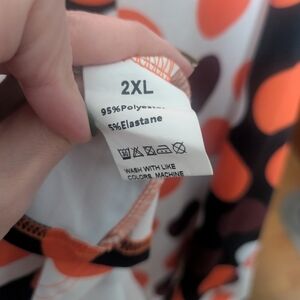 2XL
95%Polyester
5%Elastane
WASH WITH LIKE
COLORS, MACHINE